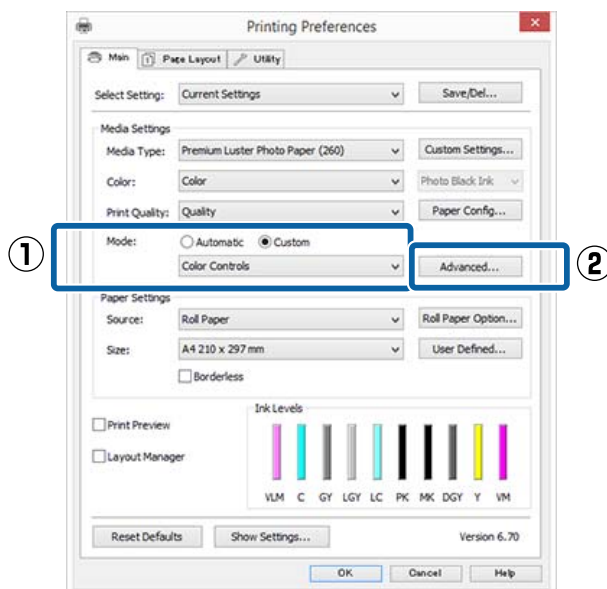 Printing Preferences
Main Page Layout Utility
Select Setting: Current Settings Save/Del...
Media Settings
Media Type: Premium Luster Photo Paper (260) Custom Settings...
Color: Color Photo Black Ink
Print Quality: Quality Paper Config...
① Mode: Automatic Custom ②
Color Controls Advanced...
Paper Settings
Source: Roll Paper Roll Paper Option...
Size: A4 210 x 297 mm User Defined...
Borderless
Ink Levels
Print Preview
Layout Manager
VLM C GY LGY LC PK MK DGY Y VM
Reset Defaults Show Settings... Version 6.70
OK Cancel Help